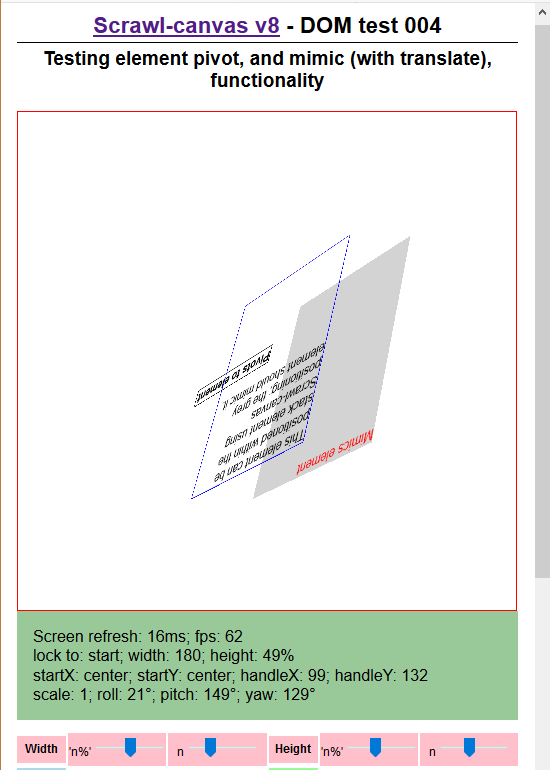 Scrawl-canvas v8 - DOM test 004
Testing element pivot, and mimic (with translate),
functionality
Pivots to element
This element can be
positioned within the
stack element using
Scrawl-canvas
positioning, the grey
element should mimic it
Mimics element
Screen refresh: 16ms; fps: 62
lock to: start; width: 180; height: 49%
startX: center; startY: center; handleX: 99; handleY: 132
scale: 1; roll: 21°; pitch: 149°; yaw: 129°
Width 'n%' n Height 'n%' n